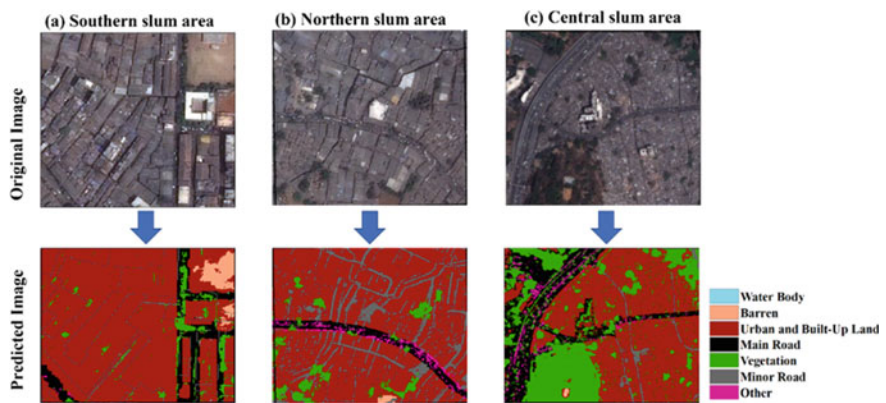 (a) Southern slum area
(b) Northern slum area
(c) Central slum area
Original Image
Predicted Image
Water Body
Barren
Urban and Built-Up Land
Main Road
Vegetation
Minor Road
Other